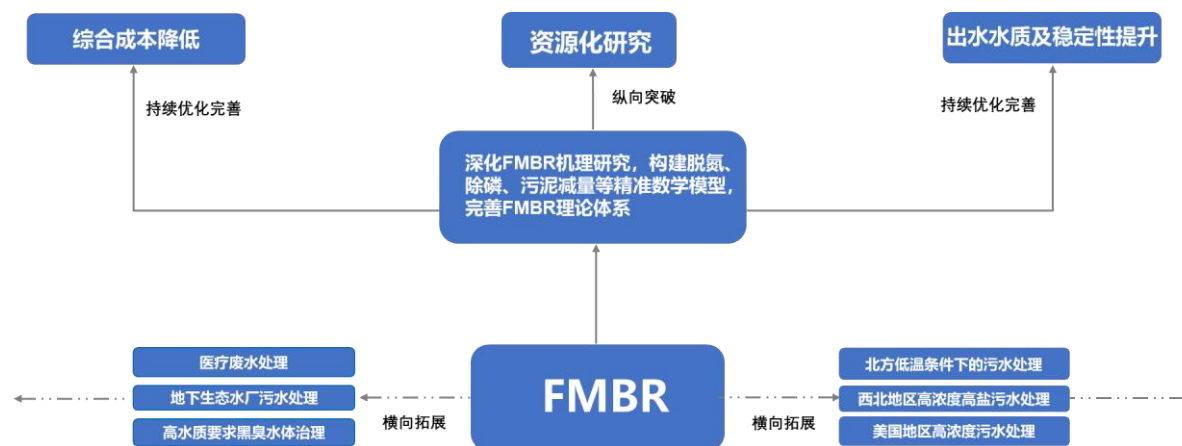 综合成本降低
资源化研究
出水水质及稳定性提升
持续优化完善
纵向突破
持续优化完善
深化FMBR机理研究，构建脱氮、
除磷、污泥减量等精准数学模型，
完善FMBR理论体系
医疗废水处理
地下生态水厂污水处理
高水质要求黑臭水体治理
横向拓展
FMBR
横向拓展
北方低温条件下的污水处理
西北地区高浓度高盐污水处理
美国地区高浓度污水处理